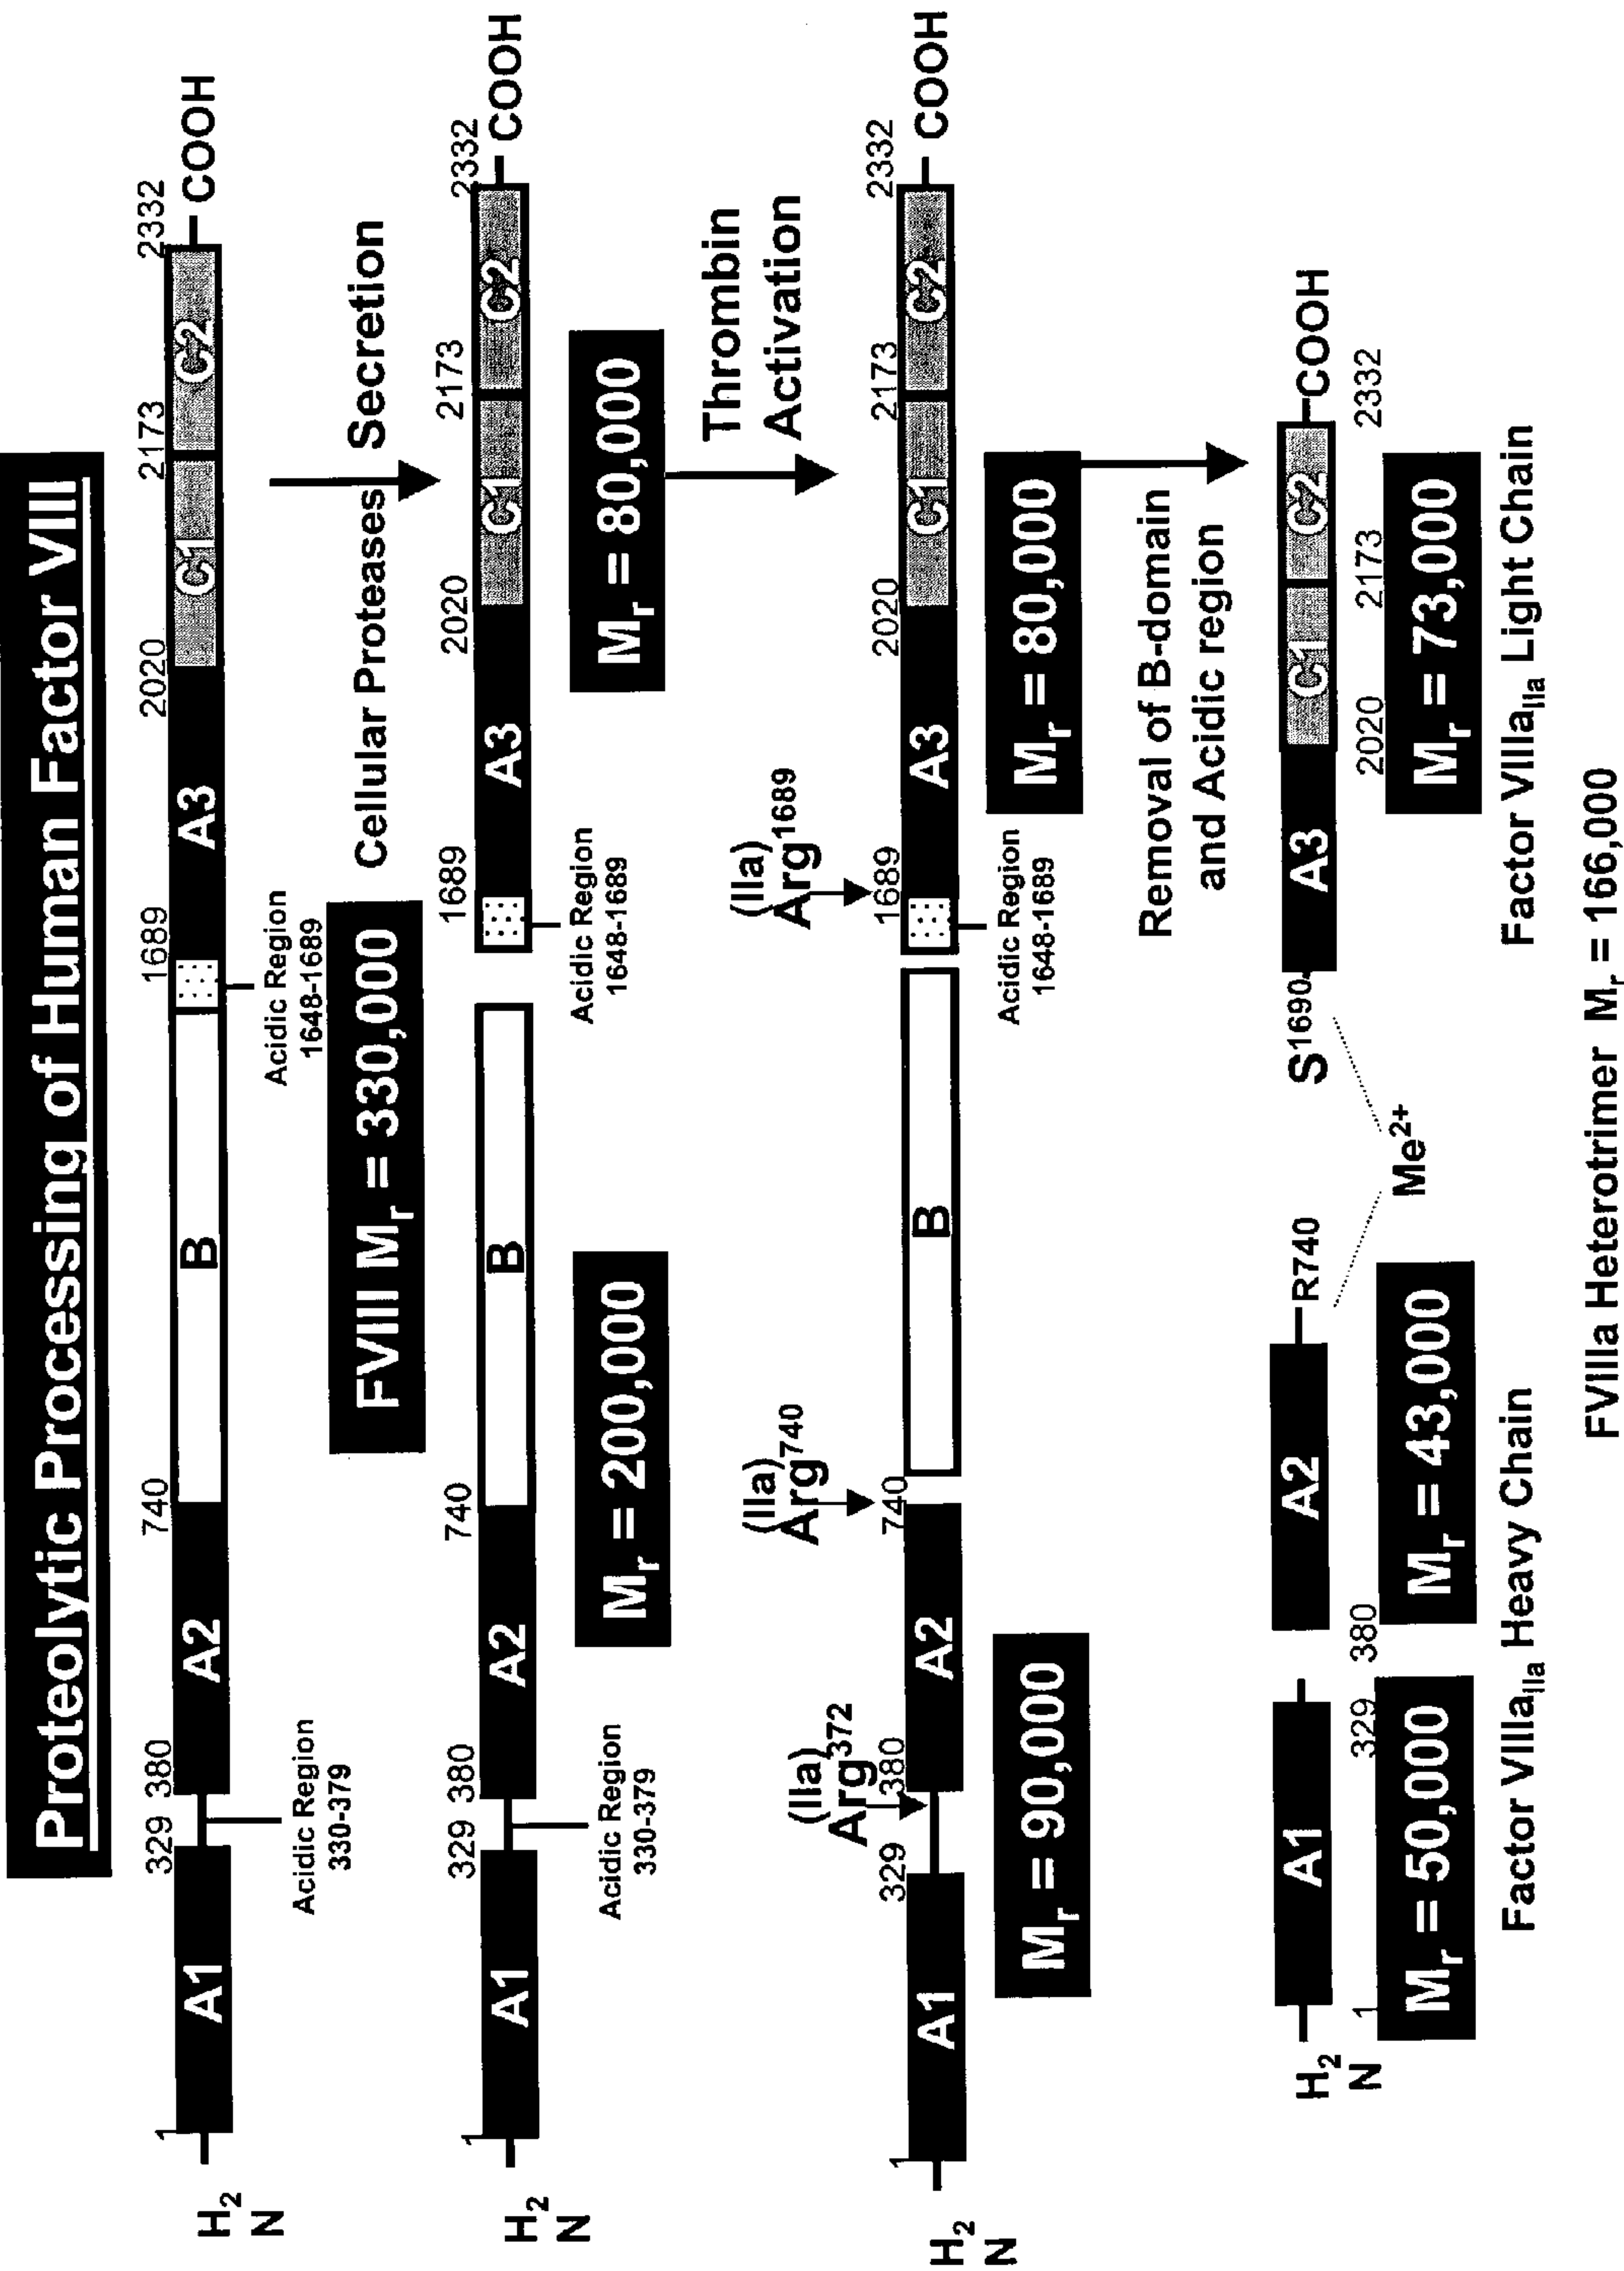 Proteolytic Processing of Human Factor VIII
1 329 380 740 1689 2020 2173 2332
H2N A1 A2 B A3 C1 C2 COOH
Acidic Region
330-379
Acidic Region
1648-1689
FVIII Mr = 330,000
Cellular Proteases Secretion
1 329 380 740 1689 2020 2173 2332
H2N A1 A2 B A3 C1 C2 COOH
Acidic Region
330-379
Acidic Region
1648-1689
Mr = 200,000
Mr = 80,000
Thrombin
Activation
(IIa)
Arg372
(IIa)
Arg740
(IIa)
Arg1689
1 329 380 740 1689 2020 2173 2332
H2N A1 A2 B A3 C1 C2 COOH
Acidic Region
1648-1689
Mr = 90,000
Mr = 80,000
Removal of B-domain
and Acidic region
H2N A1 A2 R740 S1690 A3 C1 C2 COOH
1 329 380 2020 2173 2332
Me2+
Mr = 50,000
Mr = 43,000
Mr = 73,000
Factor VIIIaIIa Heavy Chain
Factor VIIIaIIa Light Chain
FVIIIa Heterotrimer Mr = 166,000